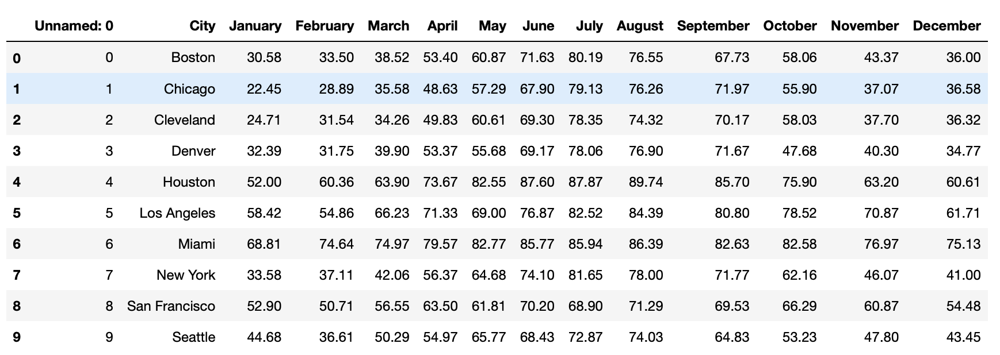 Unnamed: 0 City January February March April May June July August September October November December
0 0 Boston 30.58 33.50 38.52 53.40 60.87 71.63 80.19 76.55 67.73 58.06 43.37 36.00
1 1 Chicago 22.45 28.89 35.58 48.63 57.29 67.90 79.13 76.26 71.97 55.90 37.07 36.58
2 2 Cleveland 24.71 31.54 34.26 49.83 60.61 69.30 78.35 74.32 70.17 58.03 37.70 36.32
3 3 Denver 32.39 31.75 39.90 53.37 55.68 69.17 78.06 76.90 71.67 47.68 40.30 34.77
4 4 Houston 52.00 60.36 63.90 73.67 82.55 87.60 87.87 89.74 85.70 75.90 63.20 60.61
5 5 Los Angeles 58.42 54.86 66.23 71.33 69.00 76.87 82.52 84.39 80.80 78.52 70.87 61.71
6 6 Miami 68.81 74.64 74.97 79.57 82.77 85.77 85.94 86.39 82.63 82.58 76.97 75.13
7 7 New York 33.58 37.11 42.06 56.37 64.68 74.10 81.65 78.00 71.77 62.16 46.07 41.00
8 8 San Francisco 52.90 50.71 56.55 63.50 61.81 70.20 68.90 71.29 69.53 66.29 60.87 54.48
9 9 Seattle 44.68 36.61 50.29 54.97 65.77 68.43 72.87 74.03 64.83 53.23 47.80 43.45